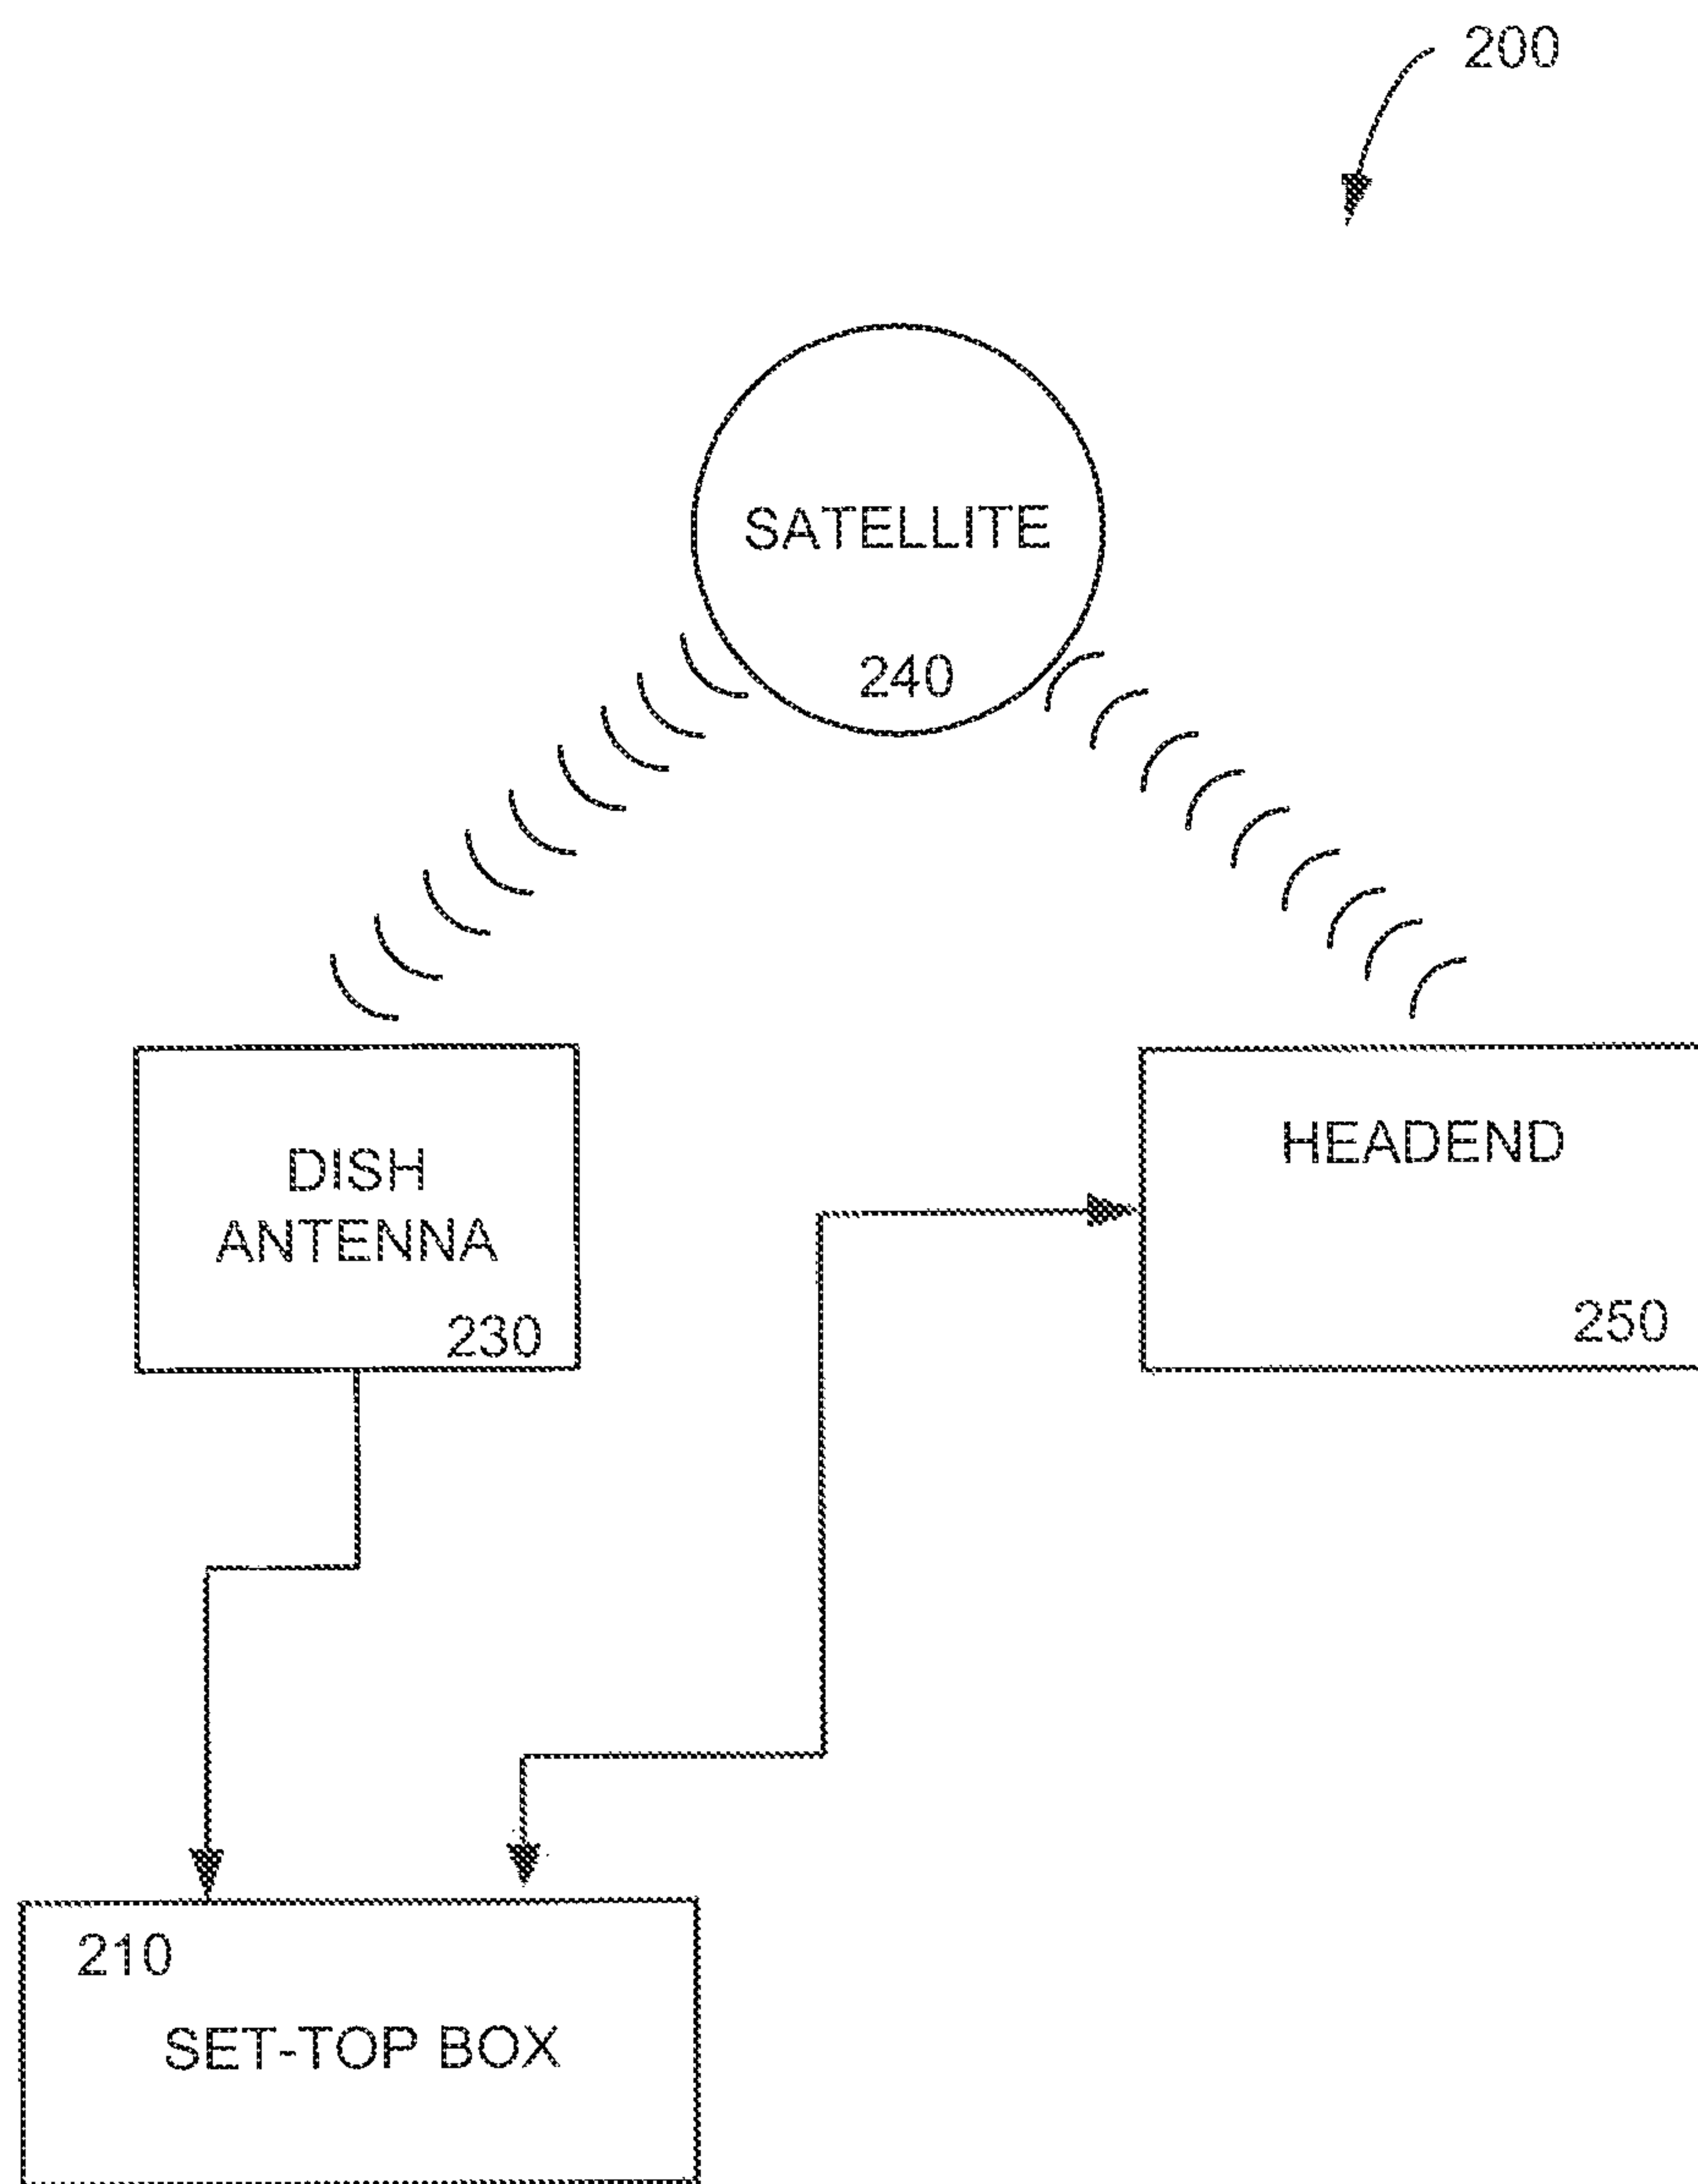 200
SATELLITE
240
DISH
ANTENNA
230
HEADEND
250
210
SET-TOP BOX